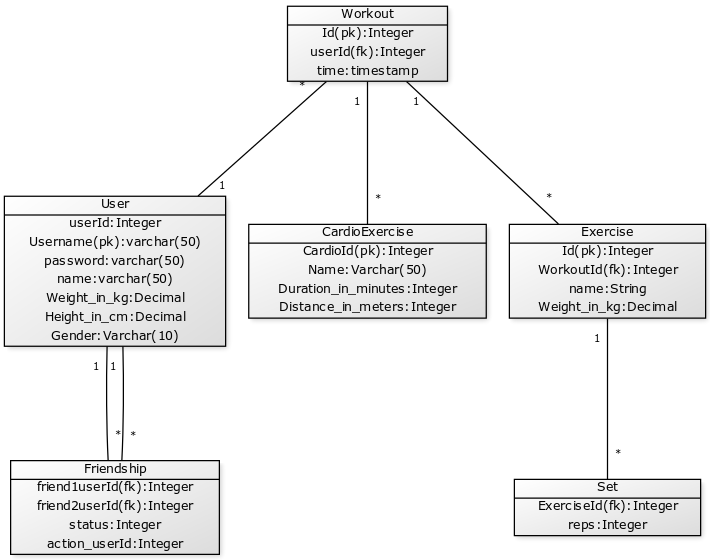 Workout
Id(pk):Integer
userId(fk):Integer
time:timestamp
*
1
1
1
*
*
User
userId:Integer
Username(pk):varchar(50)
password:varchar(50)
name:varchar(50)
Weight_in_kg:Decimal
Height_in_cm:Decimal
Gender:Varchar(10)
CardioExercise
CardioId(pk):Integer
Name:Varchar(50)
Duration_in_minutes:Integer
Distance_in_meters:Integer
Exercise
Id(pk):Integer
WorkoutId(fk):Integer
name:String
Weight_in_kg:Decimal
1
1
1
*
*
*
Friendship
friend1userId(fk):Integer
friend2userId(fk):Integer
status:Integer
action_userId:Integer
Set
ExerciseId(fk):Integer
reps:Integer